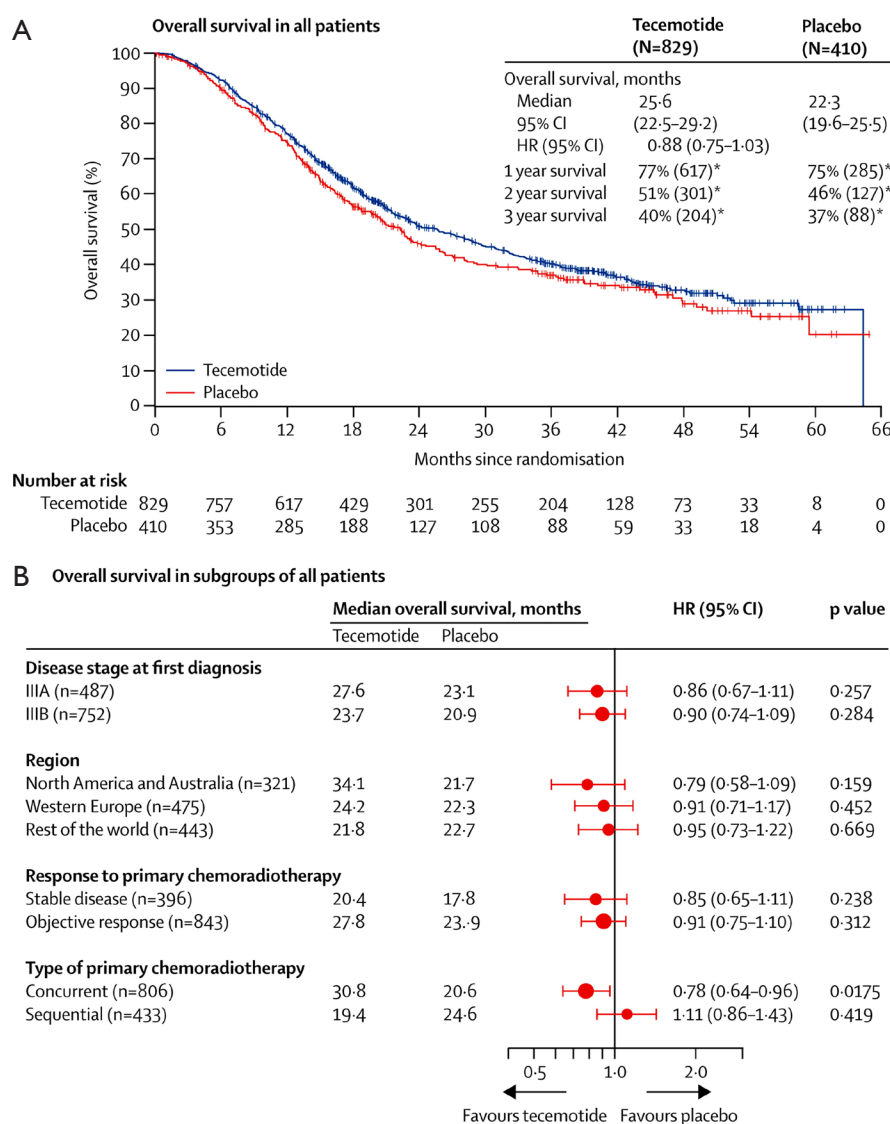 A
Overall survival in all patients
Tecemotide (N=829)
Placebo (N=410)
Overall survival, months
Median 25·6 22·3
95% CI (22·5–29·2) (19·6–25·5)
HR (95% CI) 0·88 (0·75–1·03)
1 year survival 77% (617)* 75% (285)*
2 year survival 51% (301)* 46% (127)*
3 year survival 40% (204)* 37% (88)*
Overall survival (%)
100
90
80
70
60
50
40
30
20
10
0
Tecemotide
Placebo
0 6 12 18 24 30 36 42 48 54 60 66
Months since randomisation
Number at risk
Tecemotide 829 757 617 429 301 255 204 128 73 33 8 0
Placebo 410 353 285 188 127 108 88 59 33 18 4 0
B
Overall survival in subgroups of all patients
Median overall survival, months HR (95% CI) p value
Tecemotide Placebo
Disease stage at first diagnosis
IIIA (n=487) 27·6 23·1 0·86 (0·67–1·11) 0·257
IIIB (n=752) 23·7 20·9 0·90 (0·74–1·09) 0·284
Region
North America and Australia (n=321) 34·1 21·7 0·79 (0·58–1·09) 0·159
Western Europe (n=475) 24·2 22·3 0·91 (0·71–1·17) 0·452
Rest of the world (n=443) 21·8 22·7 0·95 (0·73–1·22) 0·669
Response to primary chemoradiotherapy
Stable disease (n=396) 20·4 17·8 0·85 (0·65–1·11) 0·238
Objective response (n=843) 27·8 23·9 0·91 (0·75–1·10) 0·312
Type of primary chemoradiotherapy
Concurrent (n=806) 30·8 20·6 0·78 (0·64–0·96) 0·0175
Sequential (n=433) 19·4 24·6 1·11 (0·86–1·43) 0·419
0·5 1·0 2·0
Favours tecemotide Favours placebo